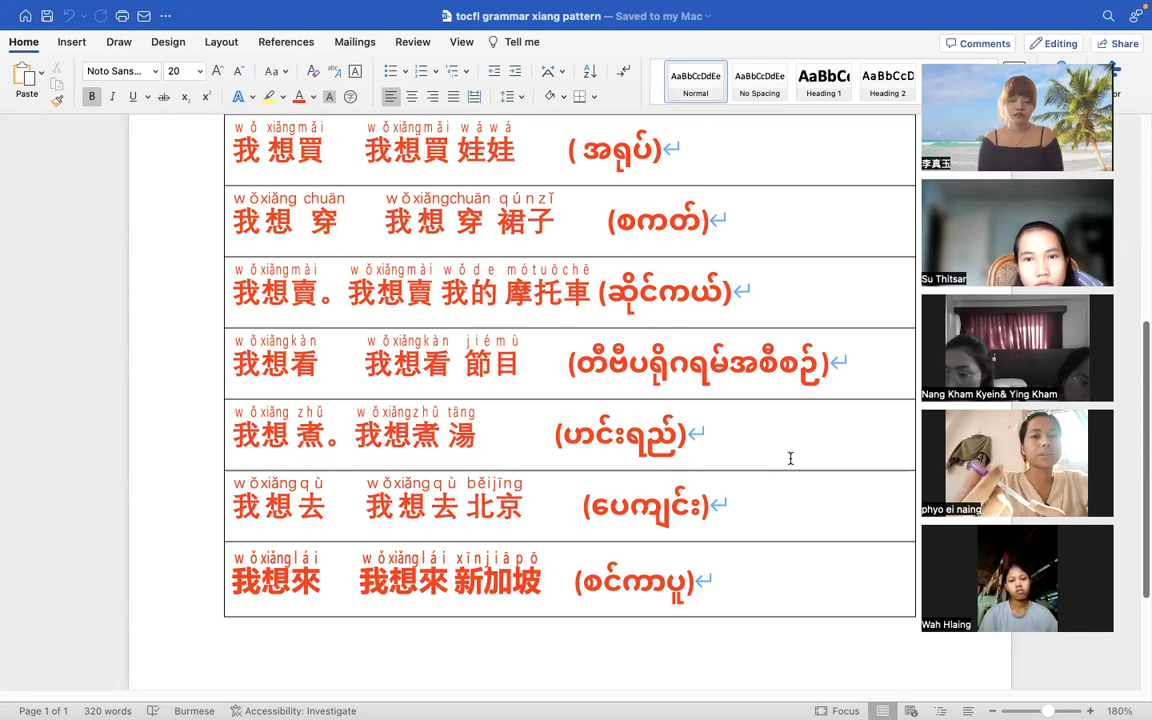 tocfl grammar xiang pattern — Saved to my Mac
Home Insert Draw Design Layout References Mailings Review View Tell me
Comments Editing Share
Paste Noto Sans... 20
AaBbCcDdEe AaBbCcDdEe AaBbCc AaBbCcD
Normal No Spacing Heading 1 Heading 2
wǒ xiǎngmǎi wǒxiǎngmǎi wáwá
我想買 我想買 娃娃 ( အရုပ်)
wǒxiǎng chuān wǒxiǎngchuān qúnzǐ
我想 穿 我想 穿 裙子 (စကတ်)
wǒxiǎngmài wǒxiǎngmài wǒde mótuōchē
我想賣。我想賣 我的 摩托車 (ဆိုင်ကယ်)
wǒxiǎngkàn wǒxiǎngkàn jiémù
我想看 我想看 節目 (တီဗီပရိုဂရမ်အစီစဉ်)
wǒxiǎng zhǔ wǒxiǎngzhǔ tāng
我想 煮。我想煮 湯 (ဟင်းရည်)
wǒxiǎngqù wǒxiǎngqù běijīng
我想去 我想去 北京 (ပေကျင်း)
wǒxiǎnglái wǒxiǎnglái xīnjiāpō
我想來 我想來 新加坡 (စင်ကာပူ)
李真玉
Su Thitsar
Nang Kham Kyein& Ying Kham
phyo ei naing
Wah Hlaing
Page 1 of 1 320 words Burmese Accessibility: Investigate Focus 180%